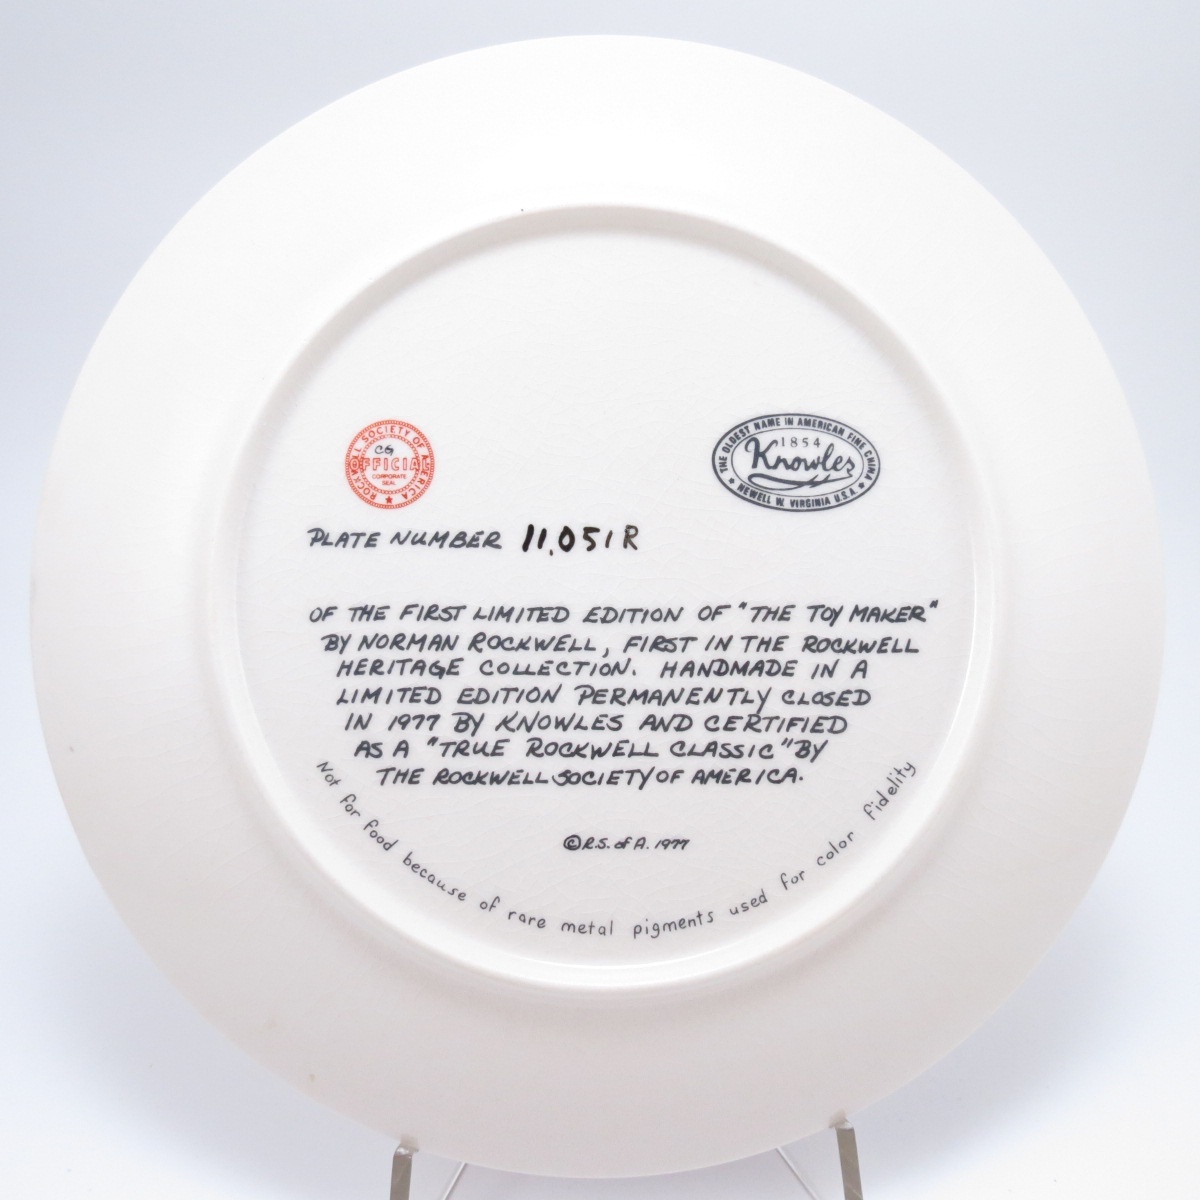 ROCKWELL SOCIETY OF AMERICA
CG
OFFICIAL
CORPORATE
SEAL
THE OLDEST NAME IN AMERICAN FINE CHINA
1854
Knowles
NEWELL W. VIRGINIA U.S.A.
PLATE NUMBER 11,051R
OF THE FIRST LIMITED EDITION OF "THE TOY MAKER"
BY NORMAN ROCKWELL, FIRST IN THE ROCKWELL
HERITAGE COLLECTION. HANDMADE IN A
LIMITED EDITION PERMANENTLY CLOSED
IN 1977 BY KNOWLES AND CERTIFIED
AS A "TRUE ROCKWELL CLASSIC" BY
THE ROCKWELL SOCIETY OF AMERICA.
©R.S. of A. 1977
Not for food because of rare metal pigments used for color fidelity